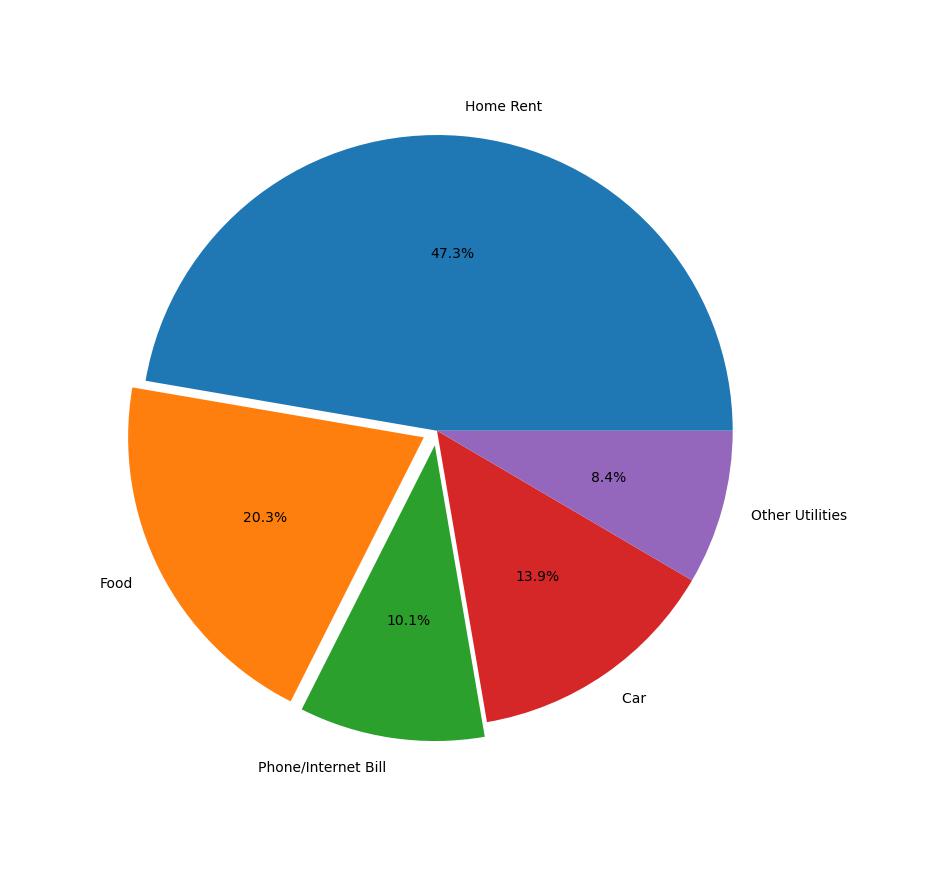 Home Rent
47.3%
8.4%
Other Utilities
20.3%
13.9%
Food
10.1%
Car
Phone/Internet Bill